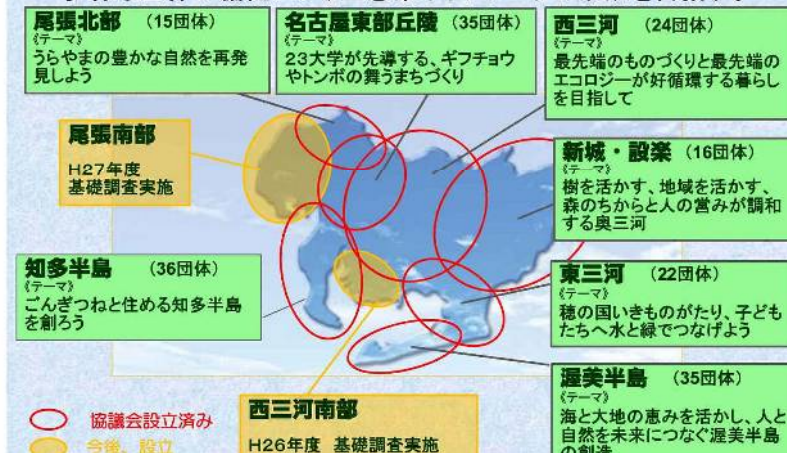 尾張北部 （15団体）
《テーマ》
うらやまの豊かな自然を再発
見しよう
名古屋東部丘陵 （35団体）
《テーマ》
23大学が先導する、ギフチョウ
やトンボの舞うまちづくり
西三河 （24団体）
《テーマ》
最先端のものづくりと最先端の
エコロジーが好循環する暮らし
を目指して
尾張南部
H27年度
基礎調査実施
新城・設楽 （16団体）
《テーマ》
樹を活かす、地域を活かす、
森のちからと人の営みが調和
する奥三河
知多半島 （36団体）
《テーマ》
ごんぎつねと住める知多半島
を創ろう
東三河 （22団体）
《テーマ》
穂の国いきものがたり、子ども
たちへ水と緑でつなげよう
渥美半島 （35団体）
《テーマ》
海と大地の恵みを活かし、人と
自然を未来につなぐ渥美半島
の創造
西三河南部
H26年度 基礎調査実施
協議会設立済み
今後、設立